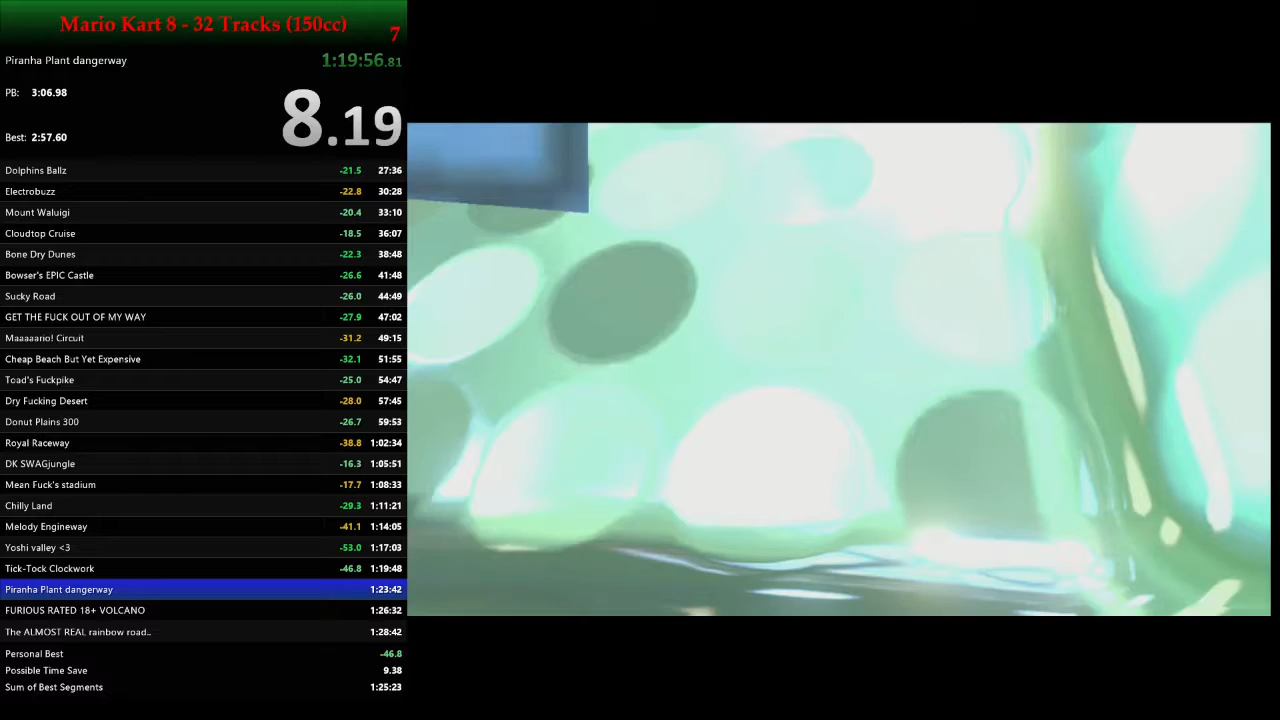 Mario Kart 8 - 32 Tracks (150cc)
7
Piranha Plant dangerway 1:19:56.81
PB: 3:06.98
8.19
Best: 2:57.60
Dolphins Ballz -21.5 27:36
Electrobuzz -22.8 30:28
Mount Waluigi -20.4 33:10
Cloudtop Cruise -18.5 36:07
Bone Dry Dunes -22.3 38:48
Bowser's EPIC Castle -26.6 41:48
Sucky Road -26.0 44:49
GET THE FUCK OUT OF MY WAY -27.9 47:02
Maaaaario! Circuit -31.2 49:15
Cheap Beach But Yet Expensive -32.1 51:55
Toad's Fuckpike -25.0 54:47
Dry Fucking Desert -28.0 57:45
Donut Plains 300 -26.7 59:53
Royal Raceway -38.8 1:02:34
DK SWAGjungle -16.3 1:05:51
Mean Fuck's stadium -17.7 1:08:33
Chilly Land -29.3 1:11:21
Melody Engineway -41.1 1:14:05
Yoshi valley <3 -53.0 1:17:03
Tick-Tock Clockwork -46.8 1:19:48
Piranha Plant dangerway 1:23:42
FURIOUS RATED 18+ VOLCANO 1:26:32
The ALMOST REAL rainbow road.. 1:28:42
Personal Best -46.8
Possible Time Save 9.38
Sum of Best Segments 1:25:23